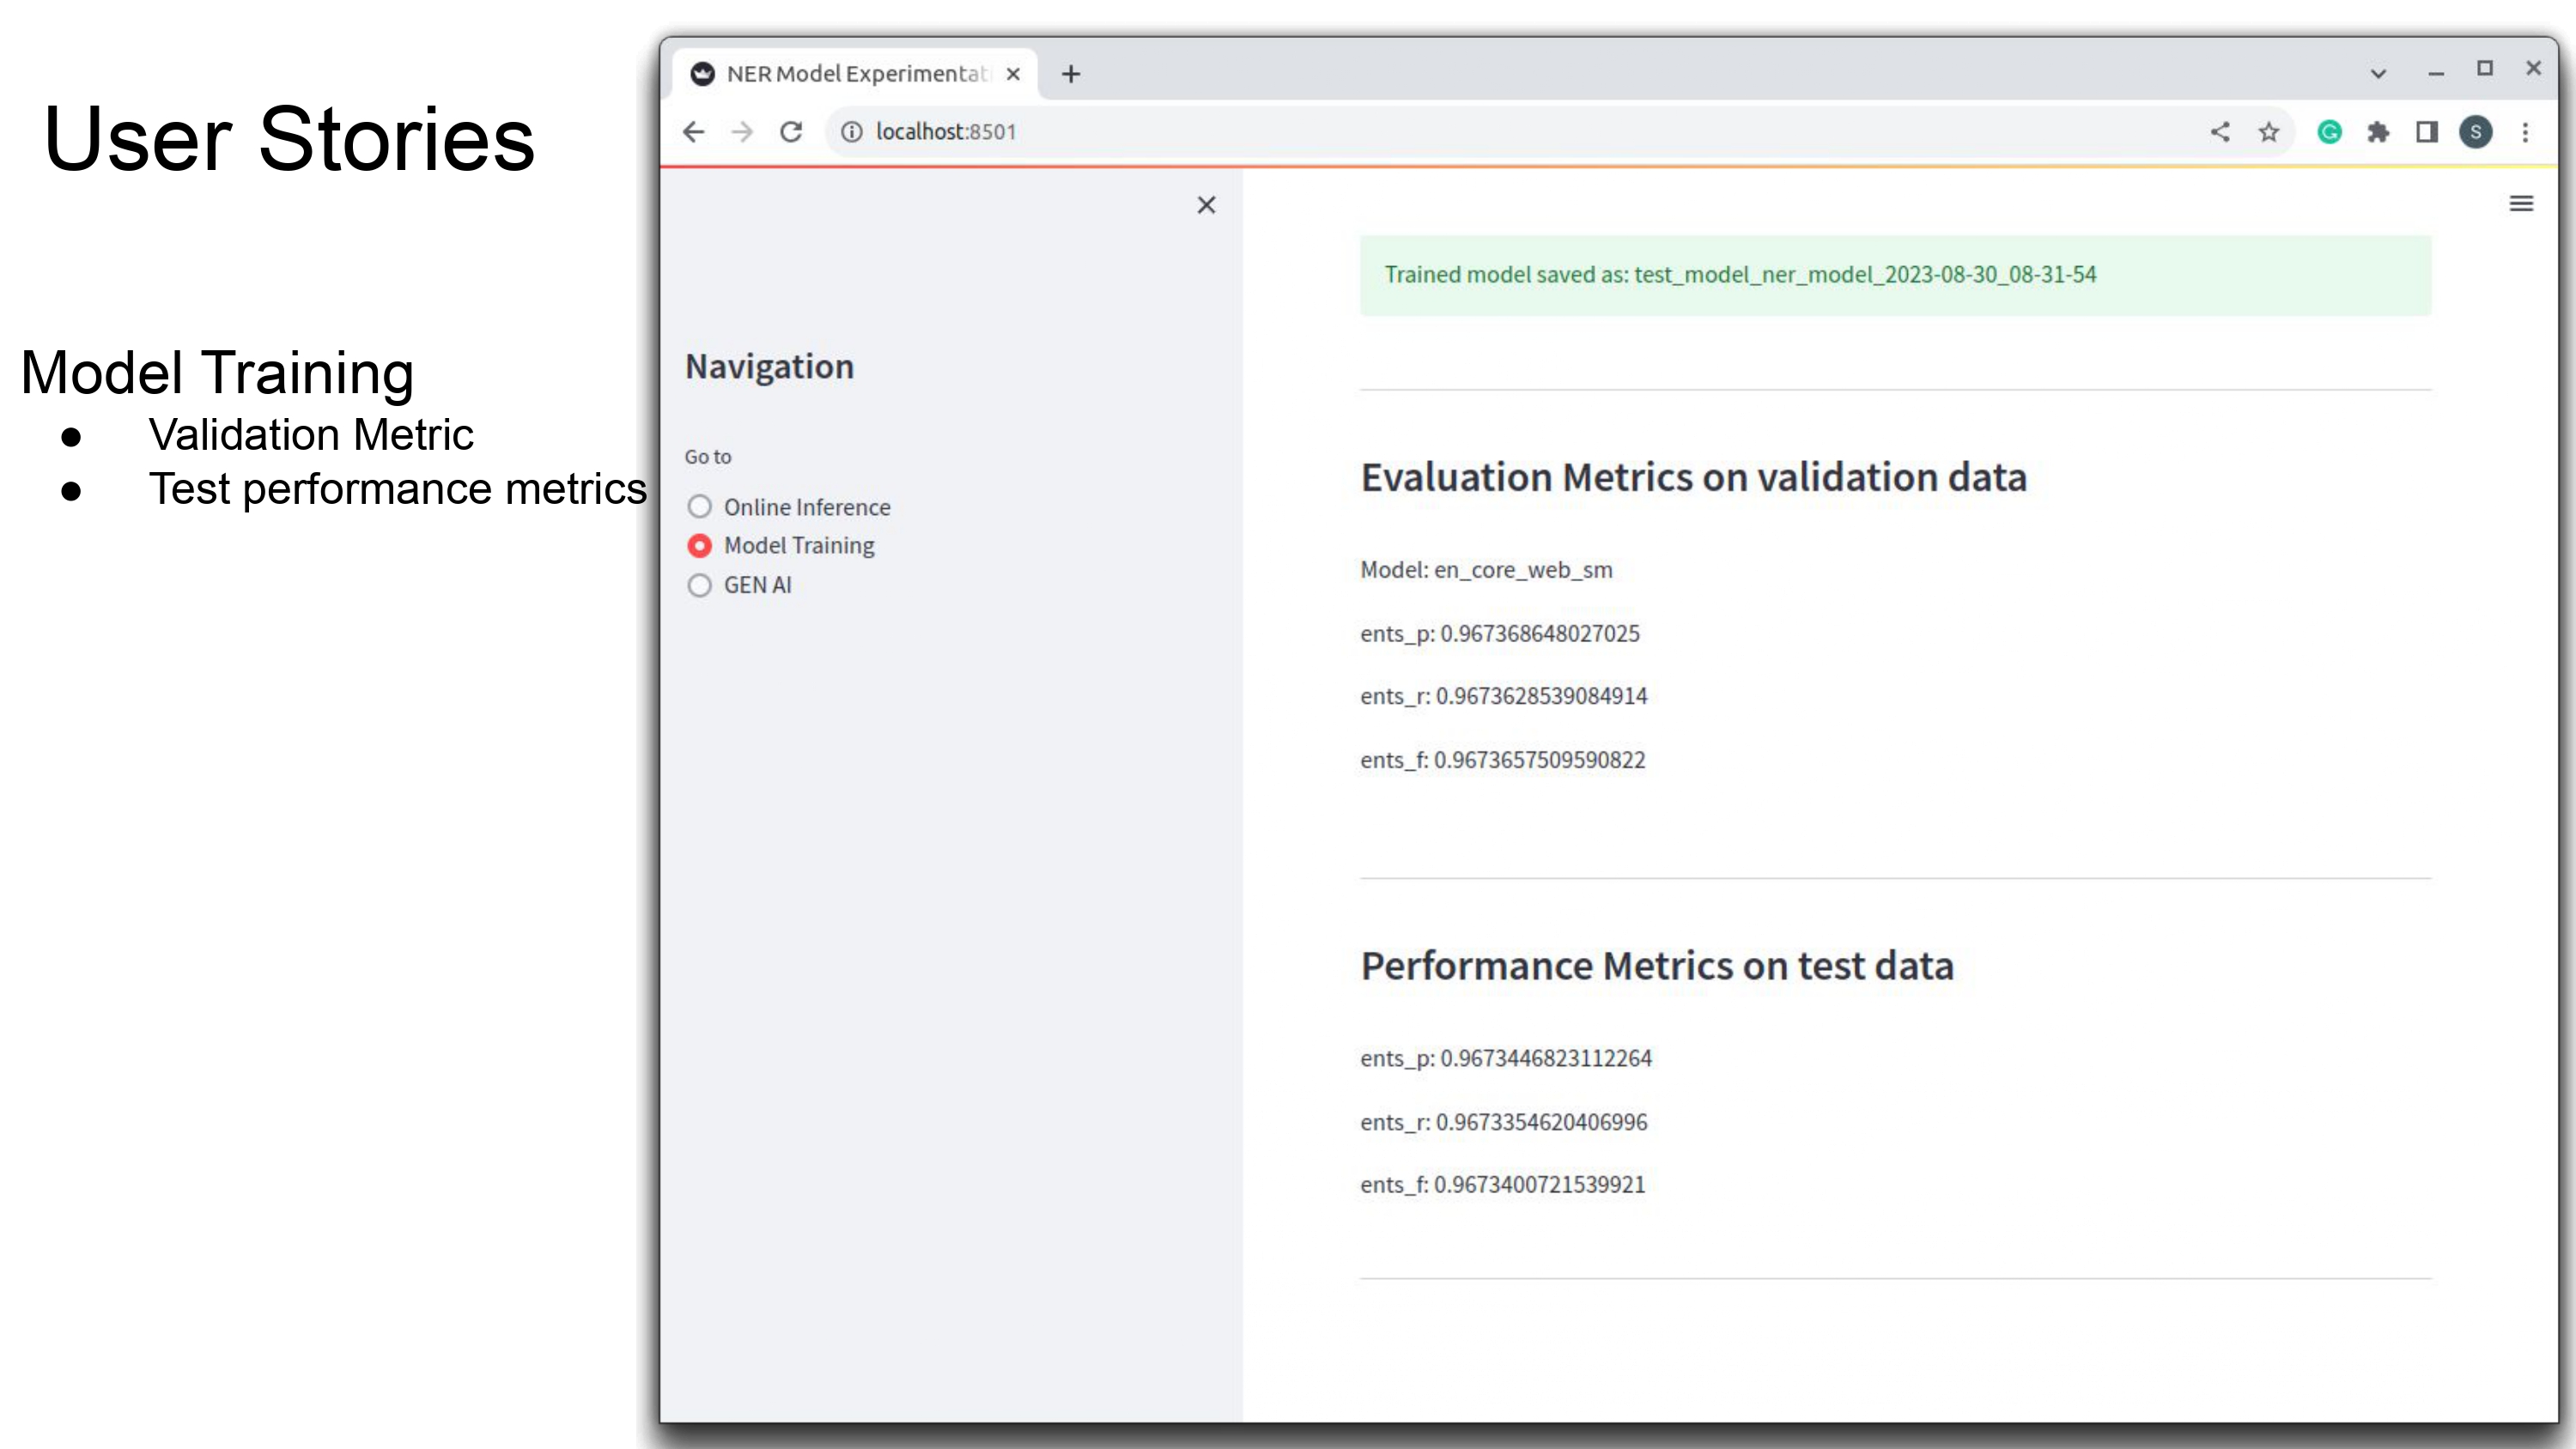 User Stories
Model Training
● Validation Metric
● Test performance metrics
NER Model Experimentat
localhost:8501
S
Navigation
Go to
Online Inference
Model Training
GEN AI
Trained model saved as: test_model_ner_model_2023-08-30_08-31-54
Evaluation Metrics on validation data
Model: en_core_web_sm
ents_p: 0.967368648027025
ents_r: 0.9673628539084914
ents_f: 0.9673657509590822
Performance Metrics on test data
ents_p: 0.9673446823112264
ents_r: 0.9673354620406996
ents_f: 0.9673400721539921